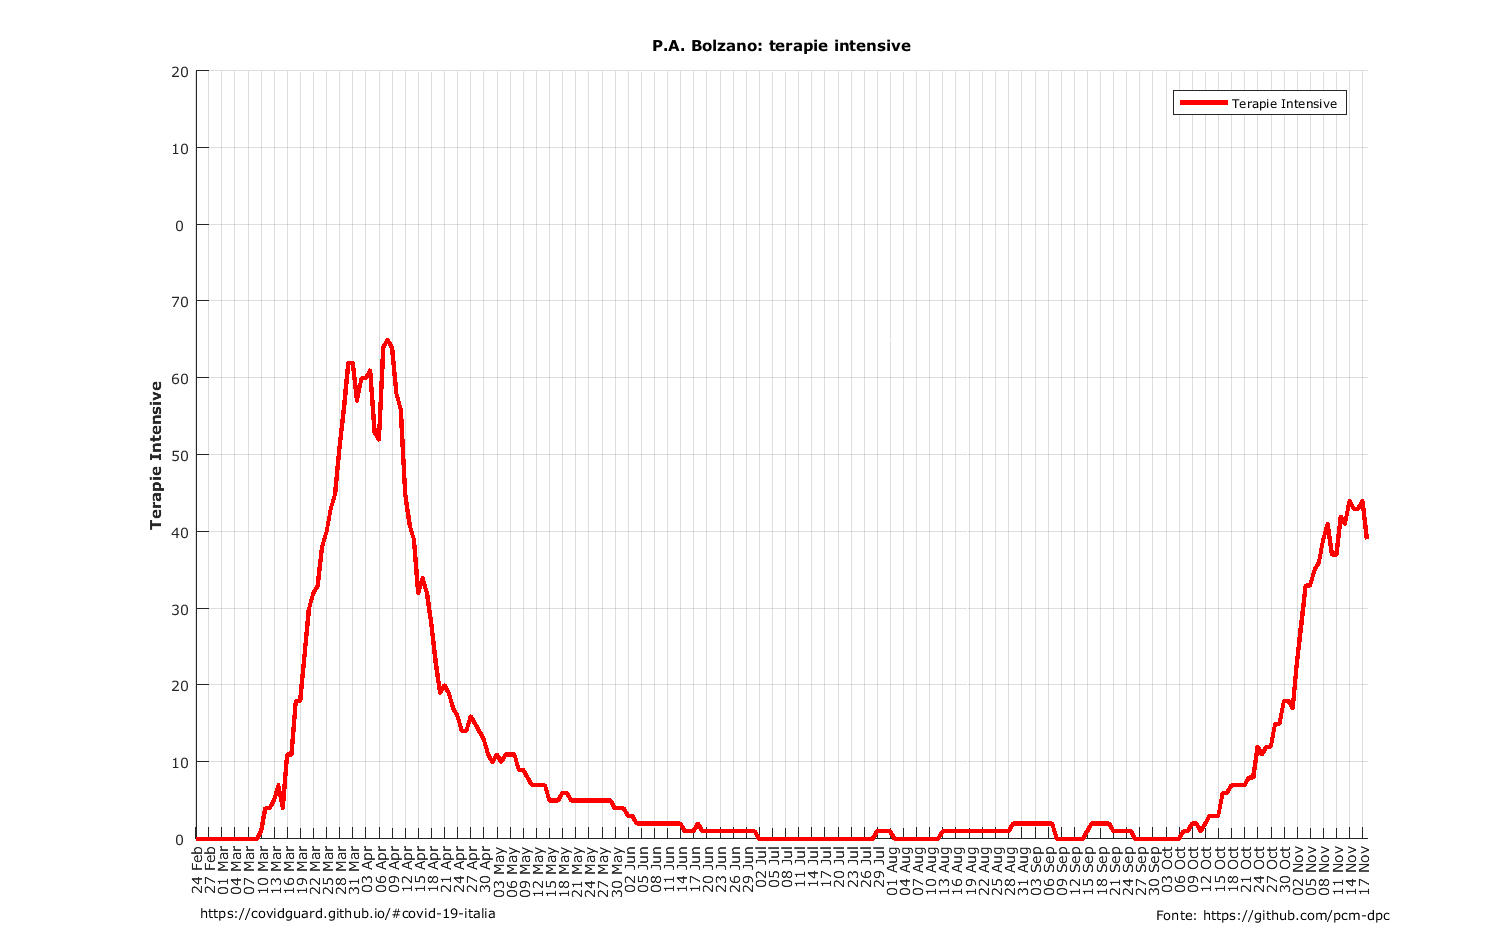 P.A. Bolzano: terapie intensive
20
10
0
70
60
50
40
30
20
10
0
Terapie Intensive
Terapie Intensive
24 Feb
27 Feb
01 Mar
04 Mar
07 Mar
10 Mar
13 Mar
16 Mar
19 Mar
22 Mar
25 Mar
28 Mar
31 Mar
03 Apr
06 Apr
09 Apr
12 Apr
15 Apr
18 Apr
21 Apr
24 Apr
27 Apr
30 Apr
03 May
06 May
09 May
12 May
15 May
18 May
21 May
24 May
27 May
30 May
02 Jun
05 Jun
08 Jun
11 Jun
14 Jun
17 Jun
20 Jun
23 Jun
26 Jun
29 Jun
02 Jul
05 Jul
08 Jul
11 Jul
14 Jul
17 Jul
20 Jul
23 Jul
26 Jul
29 Jul
01 Aug
04 Aug
07 Aug
10 Aug
13 Aug
16 Aug
19 Aug
22 Aug
25 Aug
28 Aug
31 Aug
03 Sep
06 Sep
09 Sep
12 Sep
15 Sep
18 Sep
21 Sep
24 Sep
27 Sep
30 Sep
03 Oct
06 Oct
09 Oct
12 Oct
15 Oct
18 Oct
21 Oct
24 Oct
27 Oct
30 Oct
02 Nov
05 Nov
08 Nov
11 Nov
14 Nov
17 Nov
https://covidguard.github.io/#covid-19-italia
Fonte: https://github.com/pcm-dpc